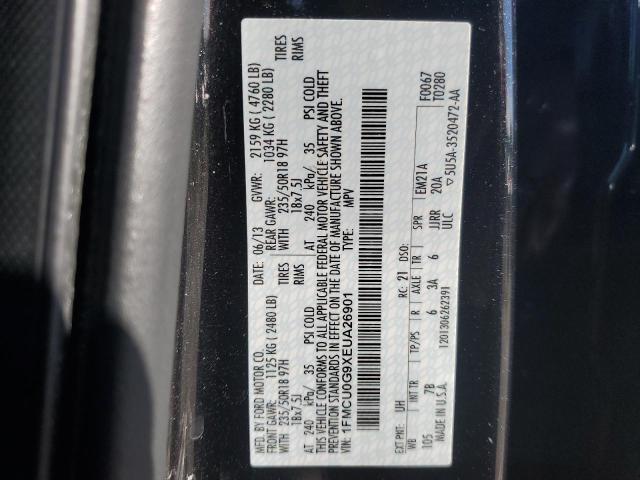 MFD. BY FORD MOTOR CO. DATE: 06/13 GVWR: 2159 KG ( 4760 LB)
FRONT GAWR: 1125 KG ( 2480 LB) REAR GAWR: 1034 KG ( 2280 LB)
WITH 235/50R18 97H TIRES WITH 235/50R18 97H TIRES
18x7.5J RIMS 18x7.5J RIMS
AT 240 kPa/ 35 PSI COLD AT 240 kPa/ 35 PSI COLD
THIS VEHICLE CONFORMS TO ALL APPLICABLE FEDERAL MOTOR VEHICLE SAFETY AND THEFT
PREVENTION STANDARDS IN EFFECT ON THE DATE OF MANUFACTURE SHOWN ABOVE.
VIN: 1FMCU0G9XEUA26901 TYPE: MPV
F0067
T0280
EXT PNT: UH RC: 21 DSO:
WB INT TR TP/PS R AXLE TR SPR EM21A
105 7B 6 3A 6 JJRR 20A
MADE IN U.S.A. 1201306262391 ULC ▽5U5A-3520472-AA